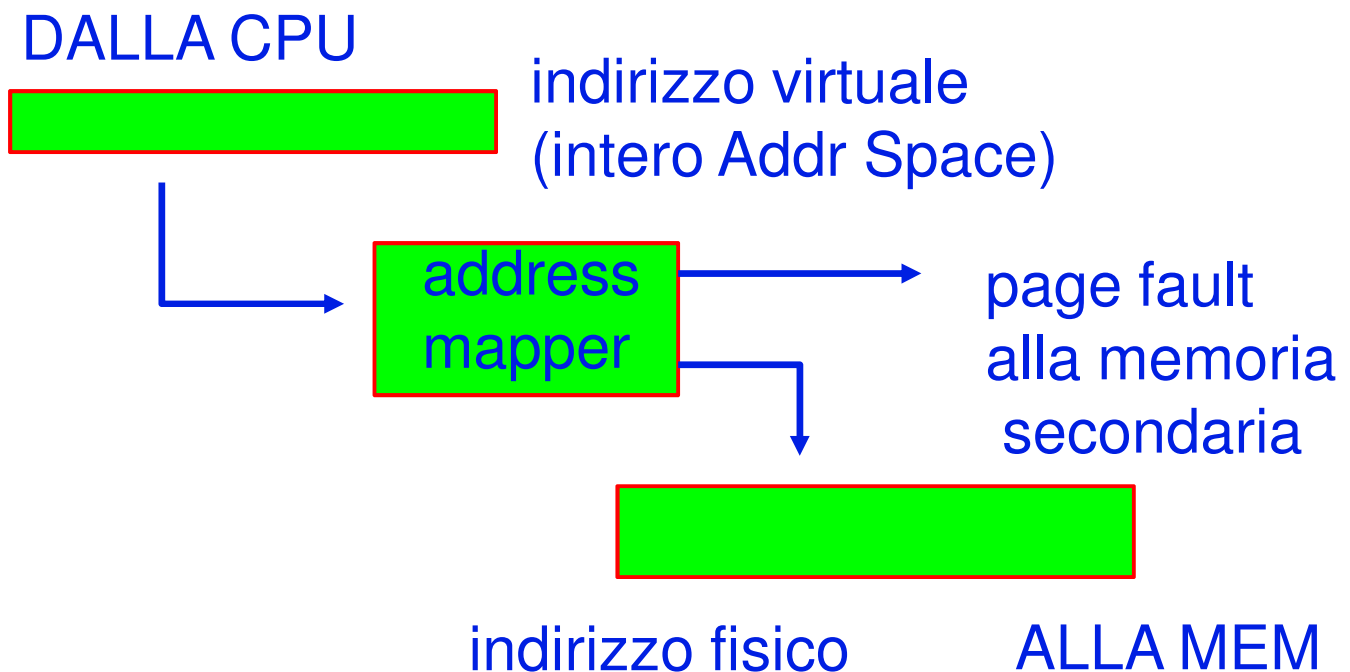 DALLA CPU
indirizzo virtuale
(intero Addr Space)
address
mapper
page fault
alla memoria
secondaria
indirizzo fisico
ALLA MEM